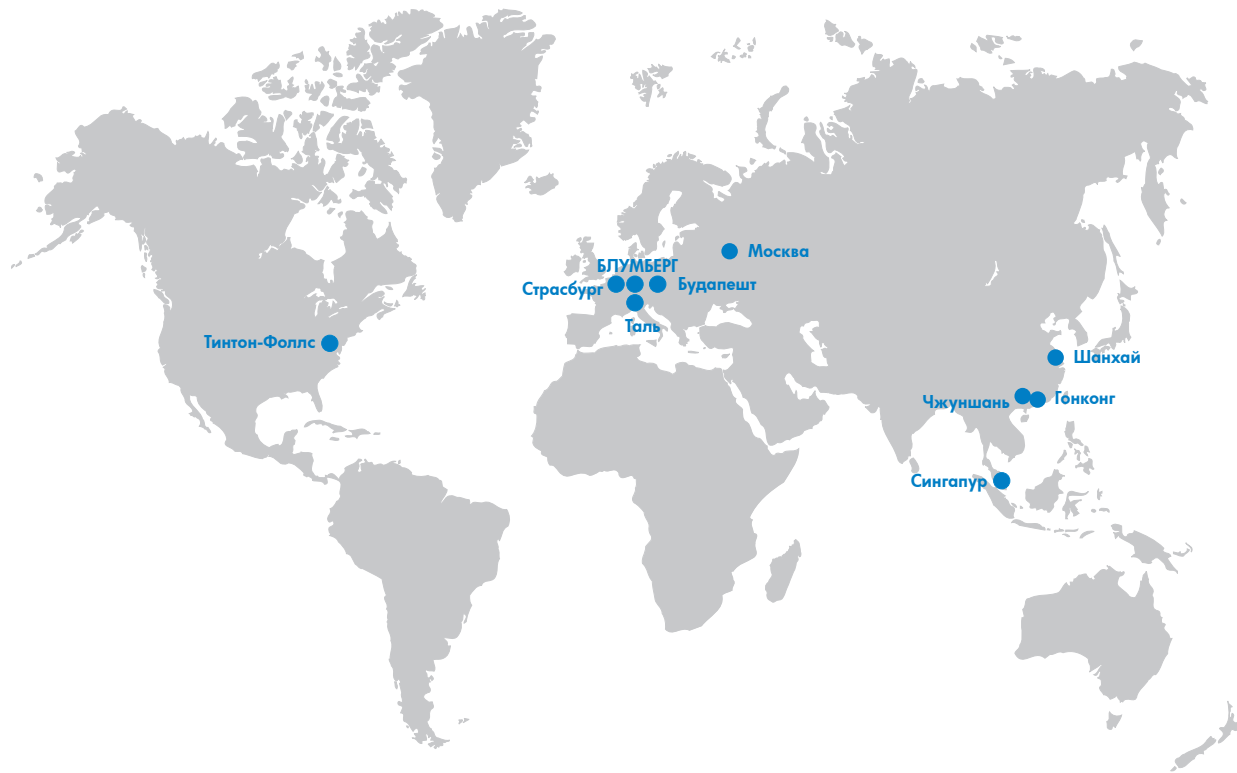 Москва
БЛУМБЕРГ
Страсбург
Будапешт
Таль
Тинтон-Фоллс
Шанхай
Чжуншань
Гонконг
Сингапур